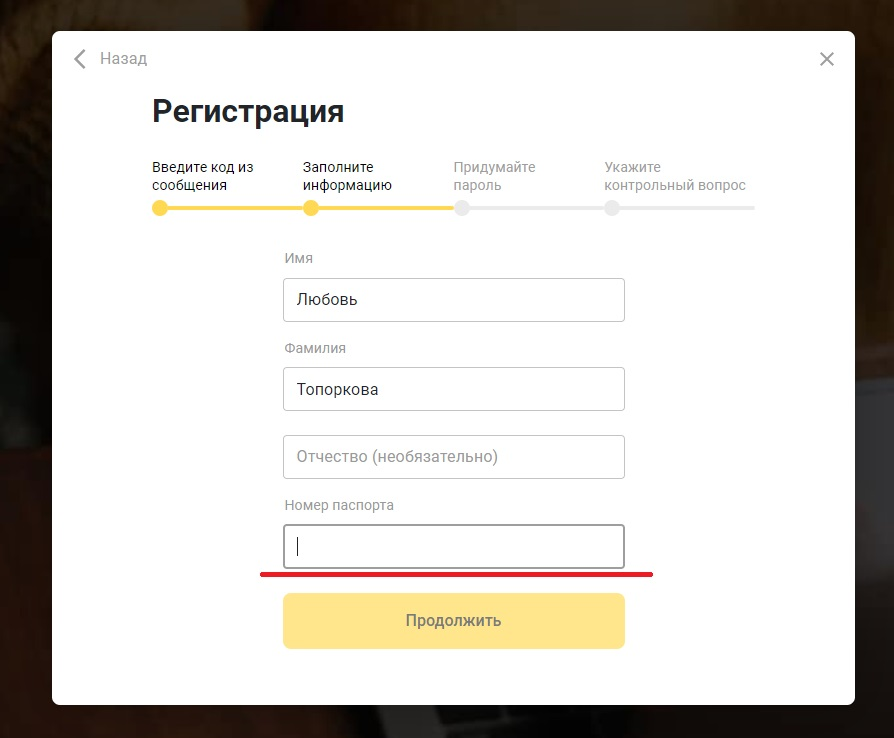 Назад
Регистрация
Введите код из
сообщения
Заполните
информацию
Придумайте
пароль
Укажите
контрольный вопрос
Имя
Любовь
Фамилия
Топоркова
Отчество (необязательно)
Номер паспорта
Продолжить